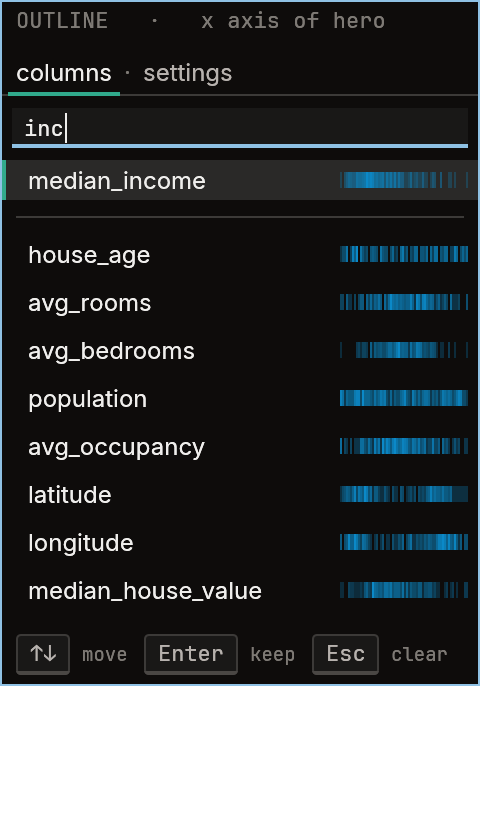 OUTLINE · x axis of hero
columns · settings
inc
median_income
house_age
avg_rooms
avg_bedrooms
population
avg_occupancy
latitude
longitude
median_house_value
↑↓ move Enter keep Esc clear